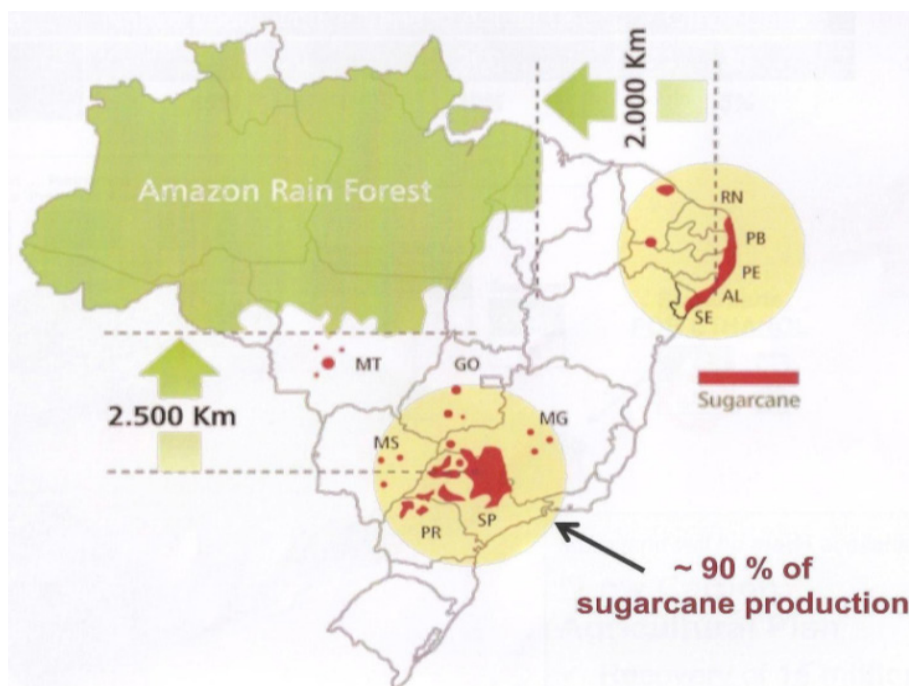 2.000 Km
Amazon Rain Forest
RN
PB
PE
AL
SE
MT
GO
Sugarcane
2.500 Km
MS
MG
PR
SP
~ 90 % of
sugarcane production